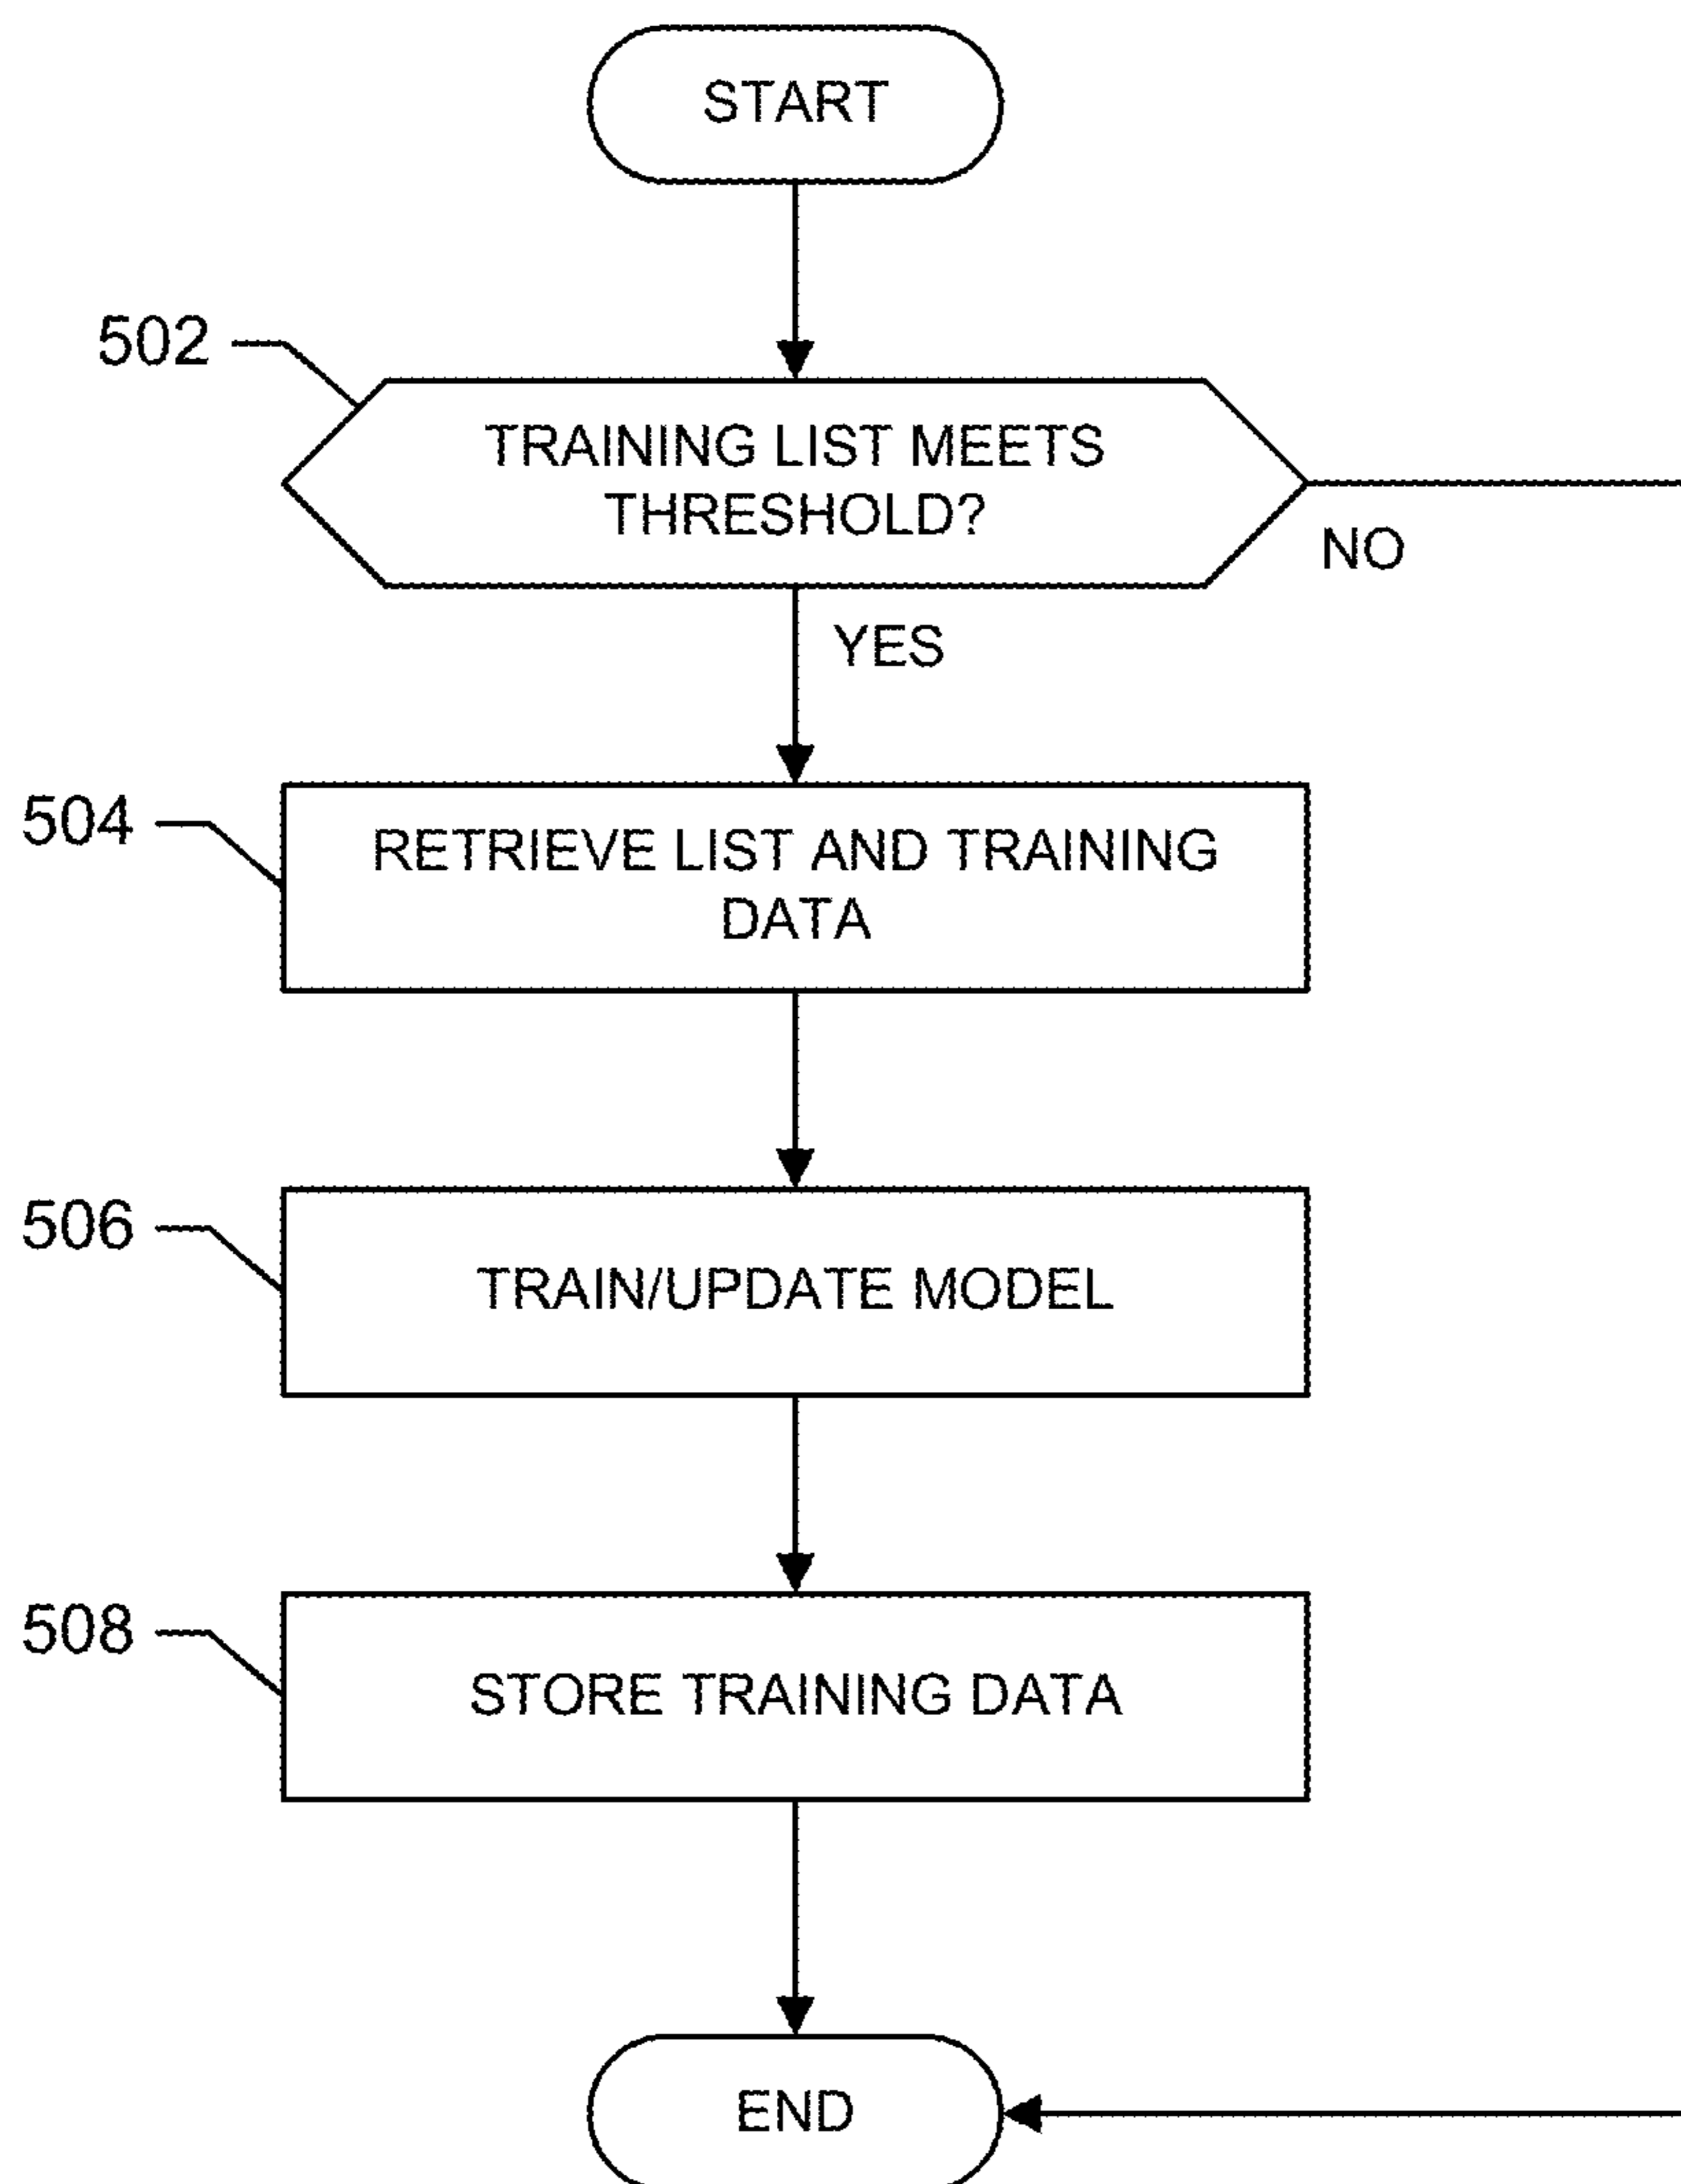 START
502
TRAINING LIST MEETS
THRESHOLD?
NO
YES
504
RETRIEVE LIST AND TRAINING
DATA
506
TRAIN/UPDATE MODEL
508
STORE TRAINING DATA
END